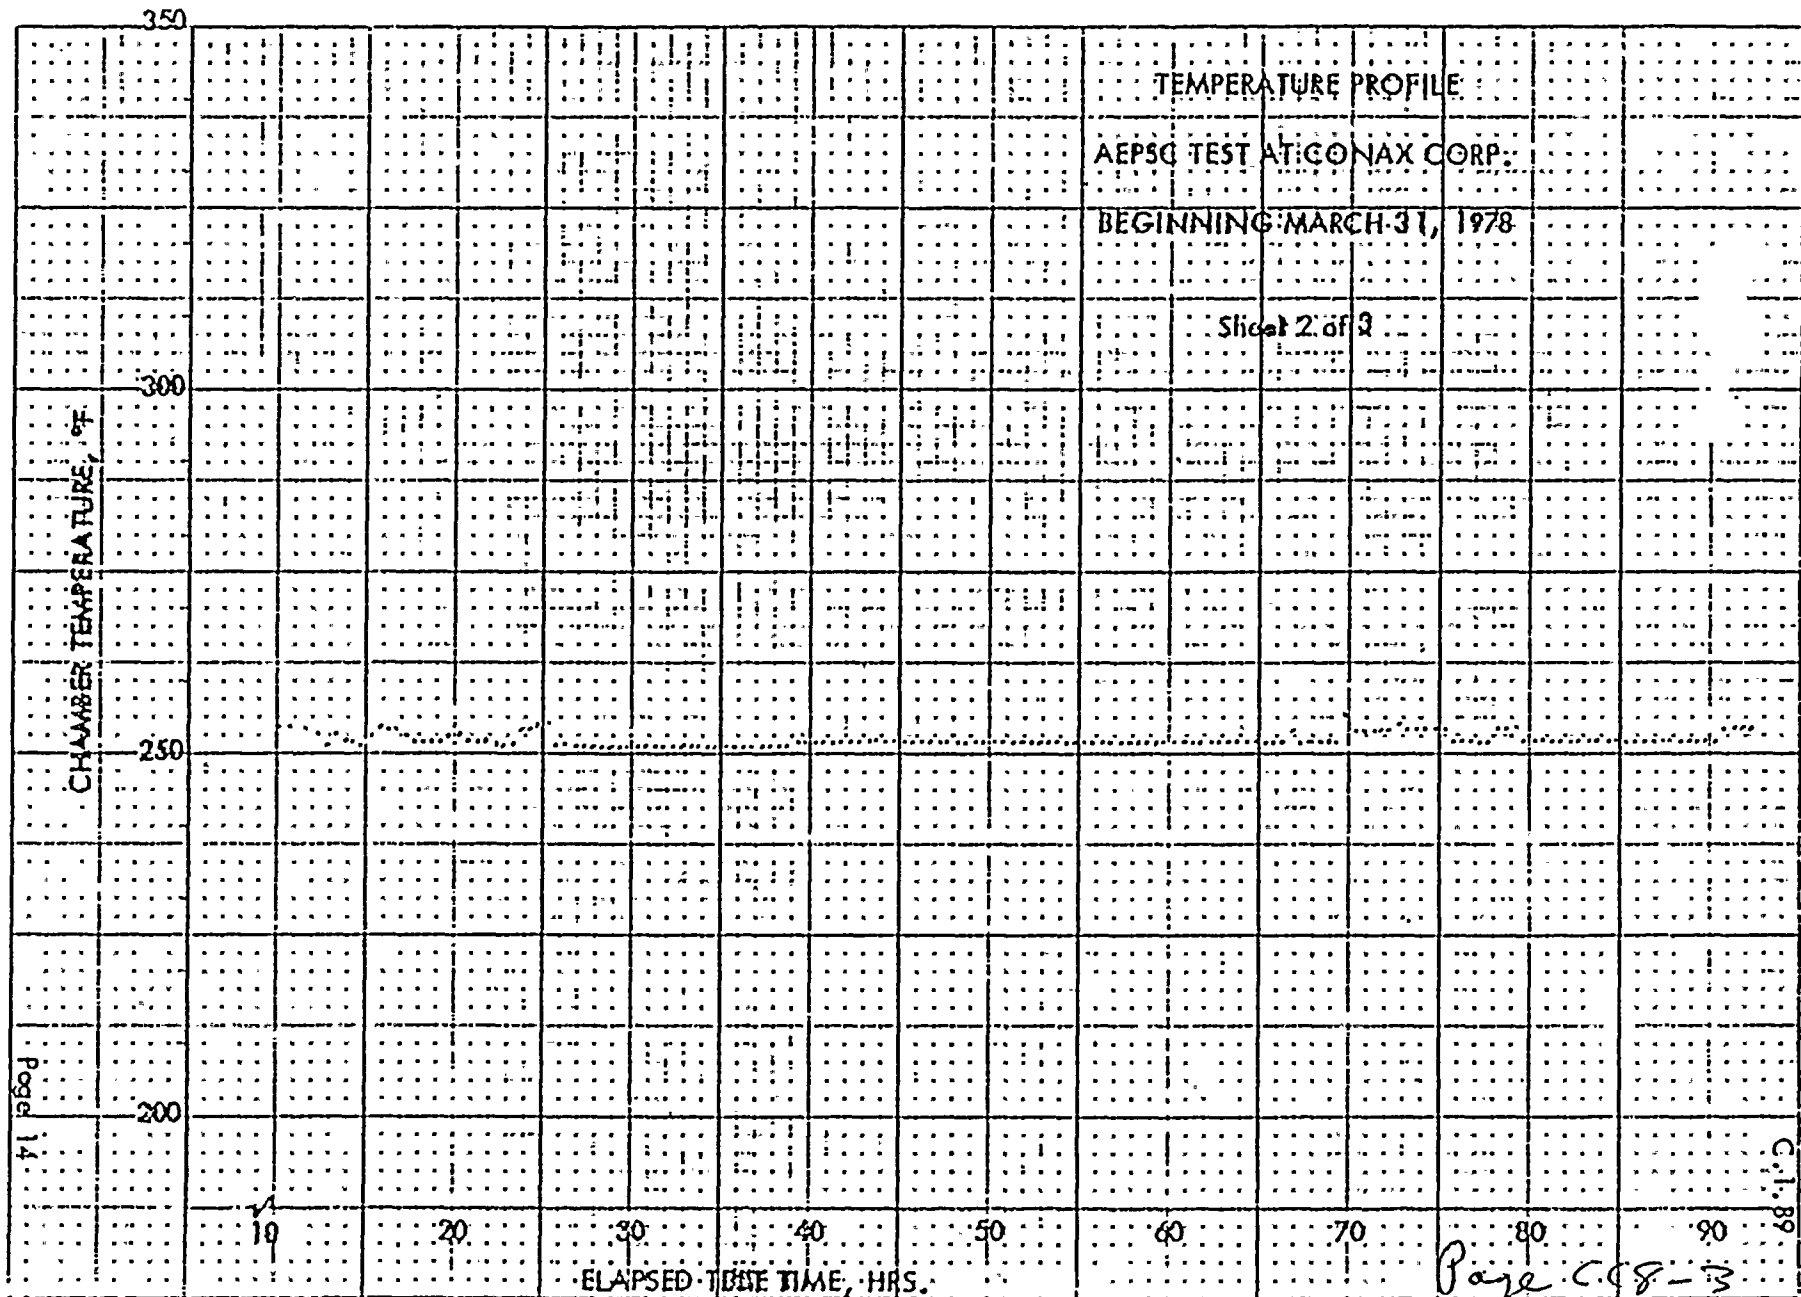 TEMPERATURE PROFILE
AEPSC TEST AT CONAX CORP.
BEGINNING MARCH 31, 1978
Sheet 2 of 3
CHAMBER TEMPERATURE, °F
350
300
250
200
10 20 30 40 50 60 70 80 90
ELAPSED TIME, HRS.
Page 14
C.1.89
Page CC8-3